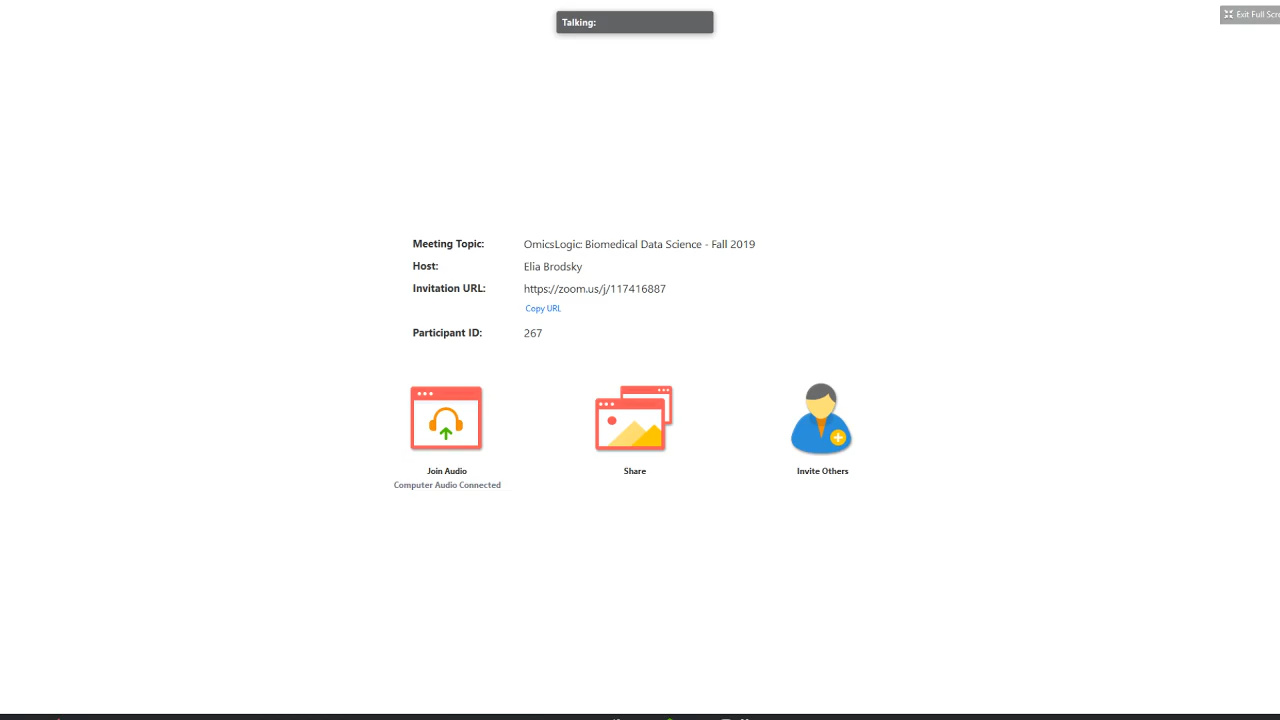 Talking:
Exit Full Scre
Meeting Topic: OmicsLogic: Biomedical Data Science - Fall 2019
Host: Elia Brodsky
Invitation URL: https://zoom.us/j/117416887
Copy URL
Participant ID: 267
Join Audio
Computer Audio Connected
Share
Invite Others